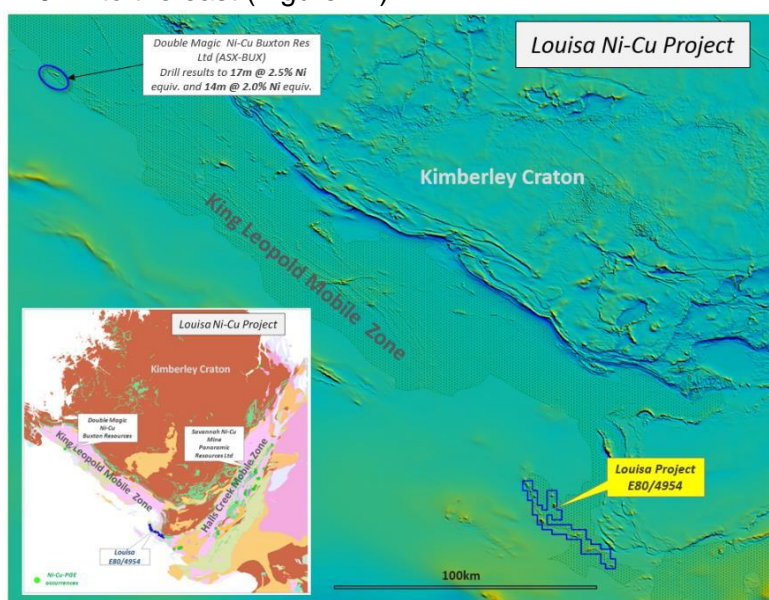 Louisa Ni-Cu Project
Double Magic Ni-Cu Buxton Res
Ltd (ASX-BUX)
Drill results to 17m @ 2.5% Ni
equiv. and 14m @ 2.0% Ni equiv.
Kimberley Craton
King Leopold Mobile Zone
Louisa Project
E80/4954
100km
Louisa Ni-Cu Project
Kimberley Craton
Double Magic
Ni-Cu
Buxton Resources
Savannah Ni-Cu
Mine
Panoramic
Resources Ltd
King Leopold Mobile Zone
Halls Creek Mobile Zone
Louisa
E80/4954
Ni-Cu-PGE
occurrences